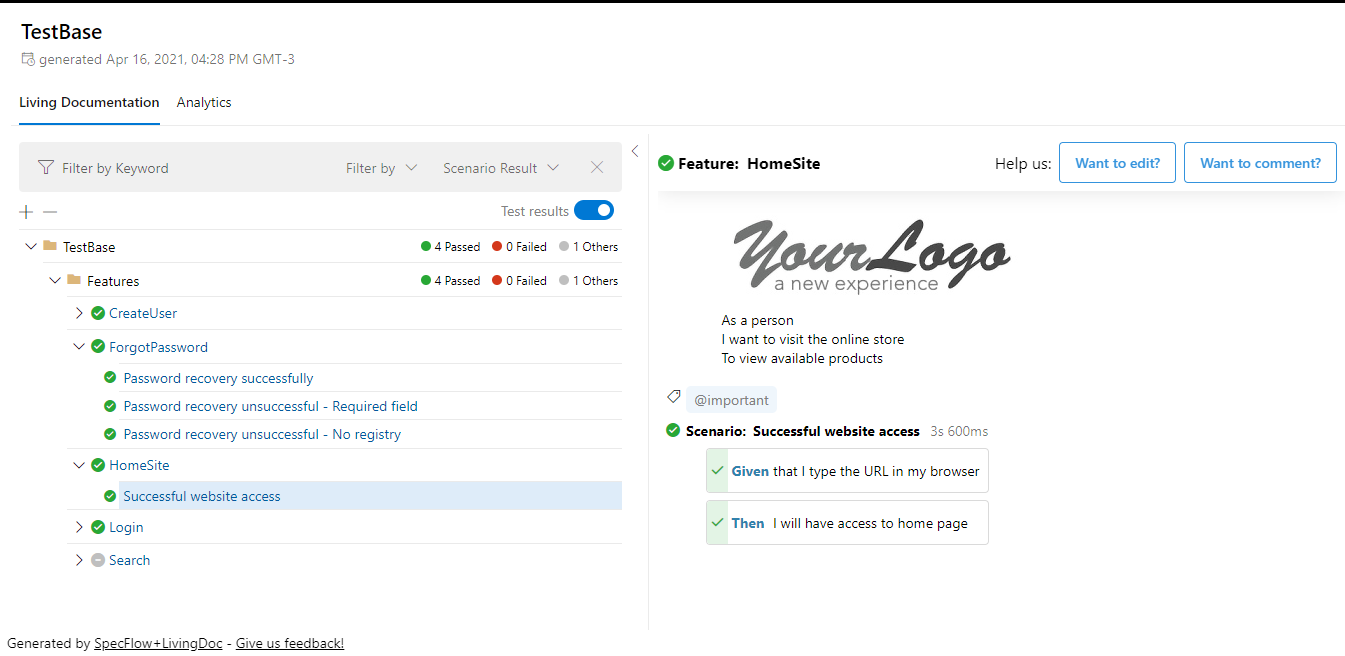 TestBase
generated Apr 16, 2021, 04:28 PM GMT-3
Living Documentation Analytics
Filter by Keyword Filter by Scenario Result
Test results
TestBase 4 Passed 0 Failed 1 Others
Features 4 Passed 0 Failed 1 Others
CreateUser
ForgotPassword
Password recovery successfully
Password recovery unsuccessful - Required field
Password recovery unsuccessful - No registry
HomeSite
Successful website access
Login
Search
Feature: HomeSite Help us: Want to edit? Want to comment?
YourLogo
a new experience
As a person
I want to visit the online store
To view available products
@important
Scenario: Successful website access 3s 600ms
Given that I type the URL in my browser
Then I will have access to home page
Generated by SpecFlow+LivingDoc - Give us feedback!